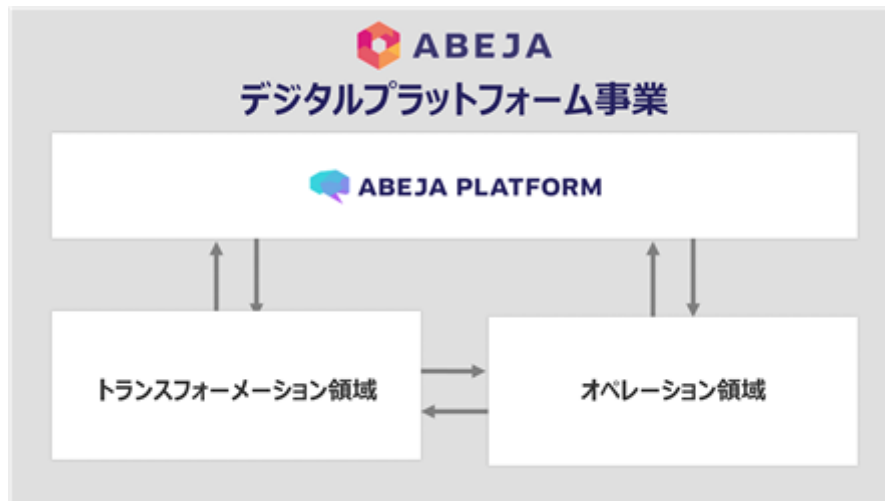 ABEJA
デジタルプラットフォーム事業
ABEJA PLATFORM
トランスフォーメーション領域
オペレーション領域